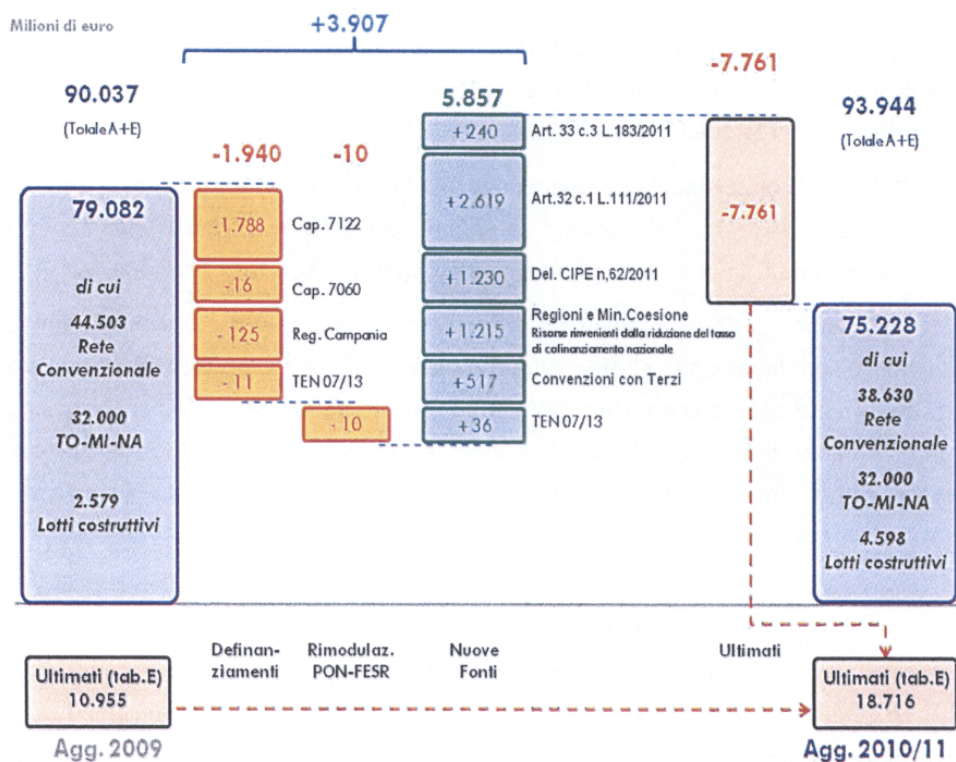 Milioni di euro
+3.907
90.037
(Totale A+E)
-1.940
-10
5.857
-7.761
93.944
(Totale A+E)
79.082
di cui
44.503
Rete
Convenzionale
32.000
TO-MI-NA
2.579
Lotti costruttivi
-1.788
Cap. 7122
-16
Cap. 7060
-125
Reg. Campania
-11
TEN 07/13
-10
+240
Art. 33 c.3 L.183/2011
+2.619
Art.32 c.1 L.111/2011
+1.230
Del. CIPE n,62/2011
+1.215
Regioni e Min.Coesione
Risorse rinvenienti dalla riduzione del tasso
di cofinanziamento nazionale
+517
Convenzioni con Terzi
+36
TEN 07/13
-7.761
75.228
di cui
38.630
Rete
Convenzionale
32.000
TO-MI-NA
4.598
Lotti costruttivi
Definan-
ziamenti
Rimodulaz.
PON-FESR
Nuove
Fonti
Ultimati
Ultimati (tab.E)
10.955
Ultimati (tab.E)
18.716
Agg. 2009
Agg. 2010/11